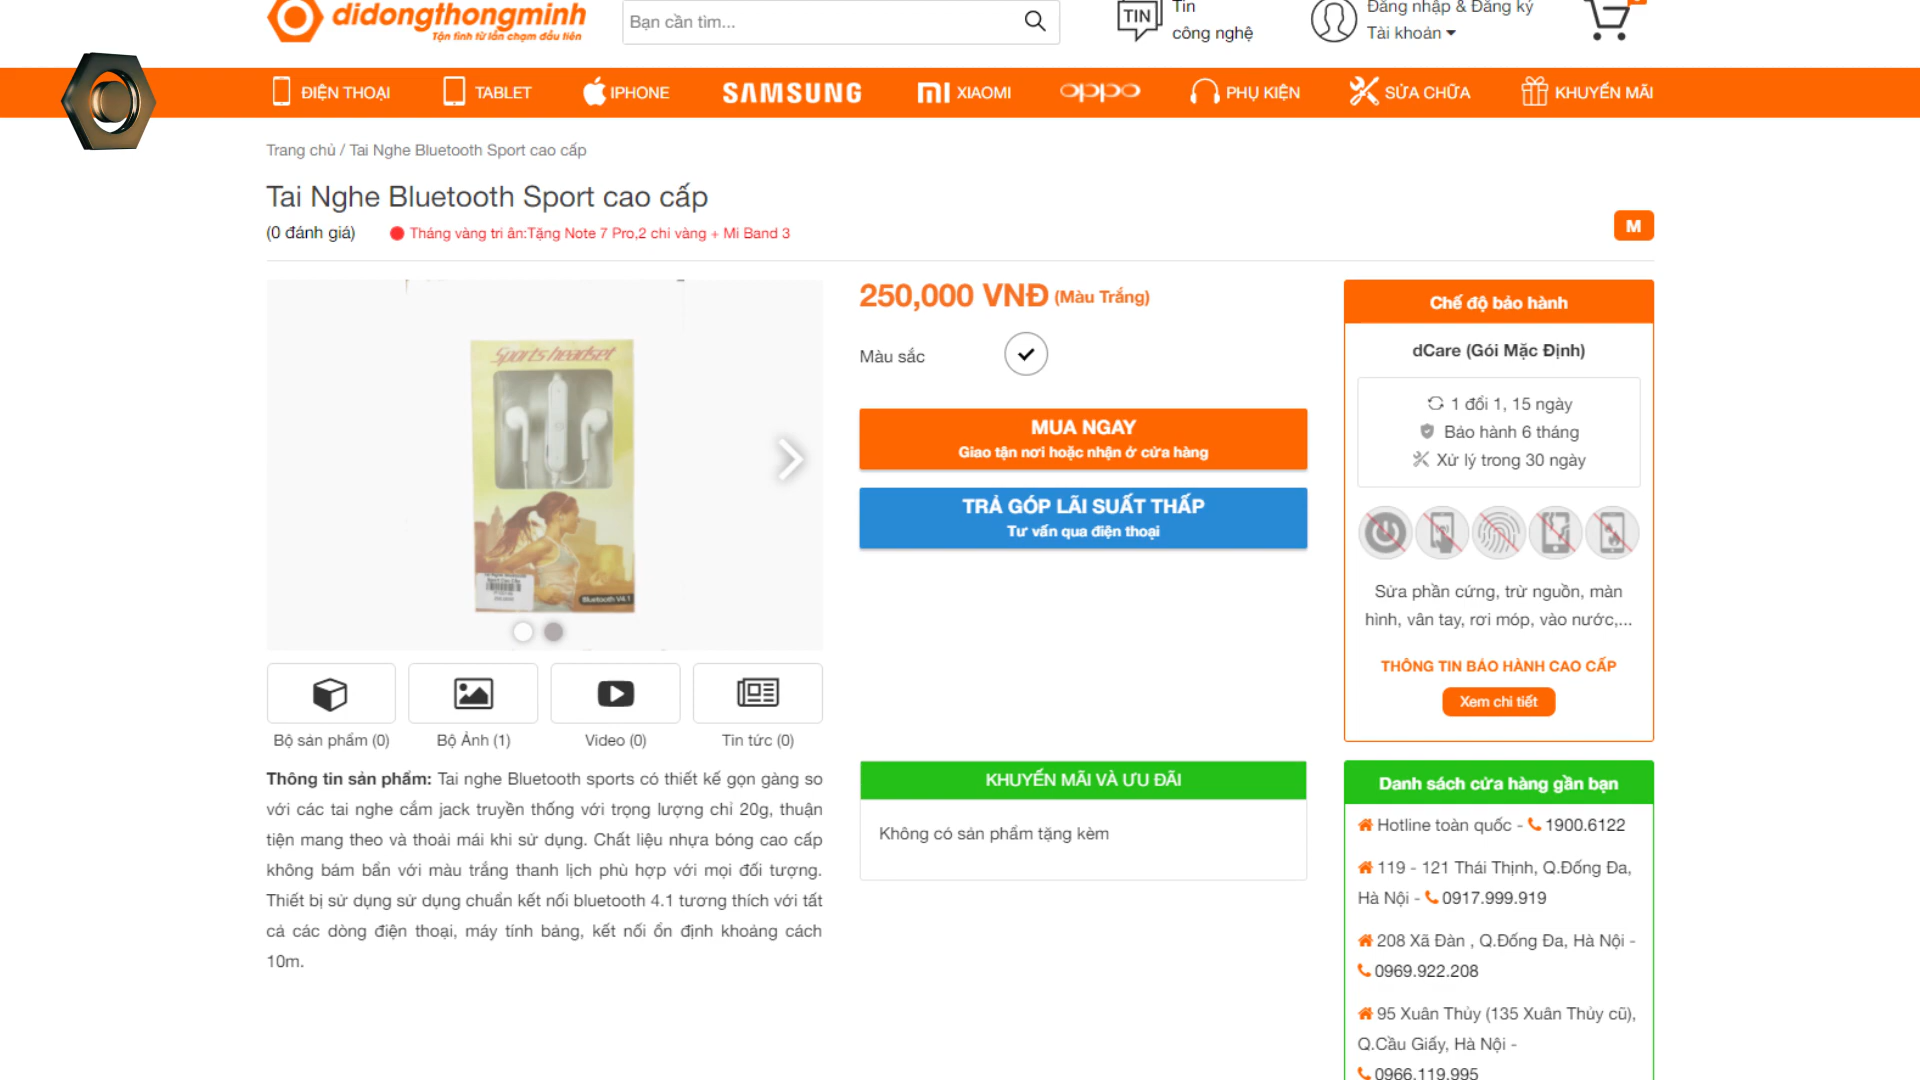 didongthongminh
Tận tình từ lần chạm đầu tiên
Bạn cần tìm...
TIN
Tin
công nghệ
Đăng nhập & Đăng ký
Tài khoản
ĐIỆN THOẠI
TABLET
IPHONE
SAMSUNG
mi XIAOMI
oppo
PHỤ KIỆN
SỬA CHỮA
KHUYẾN MÃI
Trang chủ / Tai Nghe Bluetooth Sport cao cấp
Tai Nghe Bluetooth Sport cao cấp
(0 đánh giá)
Tháng vàng tri ân:Tặng Note 7 Pro,2 chỉ vàng + Mi Band 3
M
Sports headset
Bluetooth V4.1
Bộ sản phẩm (0)
Bộ Ảnh (1)
Video (0)
Tin tức (0)
Thông tin sản phẩm: Tai nghe Bluetooth sports có thiết kế gọn gàng so
với các tai nghe cắm jack truyền thống với trọng lượng chỉ 20g, thuận
tiện mang theo và thoải mái khi sử dụng. Chất liệu nhựa bóng cao cấp
không bám bẩn với màu trắng thanh lịch phù hợp với mọi đối tượng.
Thiết bị sử dụng sử dụng chuẩn kết nối bluetooth 4.1 tương thích với tất
cả các dòng điện thoại, máy tính bảng, kết nối ổn định khoảng cách
10m.
250,000 VNĐ (Màu Trắng)
Màu sắc
MUA NGAY
Giao tận nơi hoặc nhận ở cửa hàng
TRẢ GÓP LÃI SUẤT THẤP
Tư vấn qua điện thoại
KHUYẾN MÃI VÀ ƯU ĐÃI
Không có sản phẩm tặng kèm
Chế độ bảo hành
dCare (Gói Mặc Định)
1 đổi 1, 15 ngày
Bảo hành 6 tháng
Xử lý trong 30 ngày
Sửa phần cứng, trừ nguồn, màn
hình, vân tay, rơi móp, vào nước,...
THÔNG TIN BẢO HÀNH CAO CẤP
Xem chi tiết
Danh sách cửa hàng gần bạn
Hotline toàn quốc - 1900.6122
119 - 121 Thái Thịnh, Q.Đống Đa,
Hà Nội - 0917.999.919
208 Xã Đàn , Q.Đống Đa, Hà Nội -
0969.922.208
95 Xuân Thủy (135 Xuân Thủy cũ),
Q.Cầu Giấy, Hà Nội -
0966.119.995